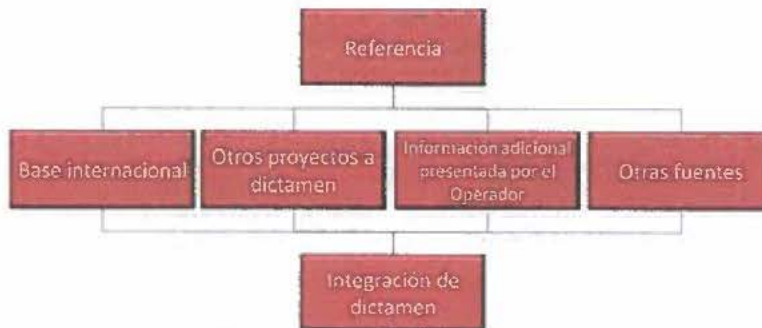 Referencia
Base internacional
Otros proyectos a
dictamen
Información adicional
presentada por el
Operador
Otras fuentes
Integración de
dictamen